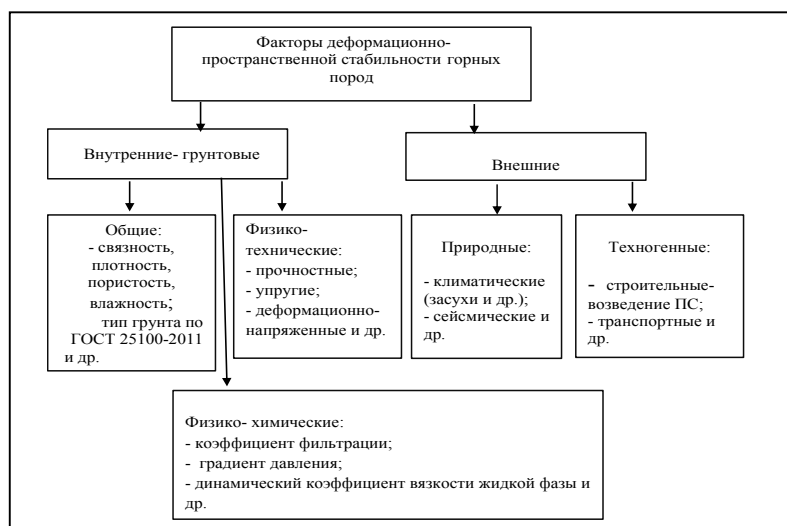 Факторы деформационно-
пространственной стабильности горных
пород
Внутренние- грунтовые
Внешние
Общие:
- связность,
плотность,
пористость,
влажность;
тип грунта по
ГОСТ 25100-2011
и др.
Физико-
технические:
- прочностные;
- упругие;
- деформационно-
напряженные и др.
Природные:
- климатические
(засухи и др.);
- сейсмические и
др.
Техногенные:
- строительные-
возведение ПС;
- транспортные и
др.
Физико- химические:
- коэффициент фильтрации;
- градиент давления;
- динамический коэффициент вязкости жидкой фазы и
др.